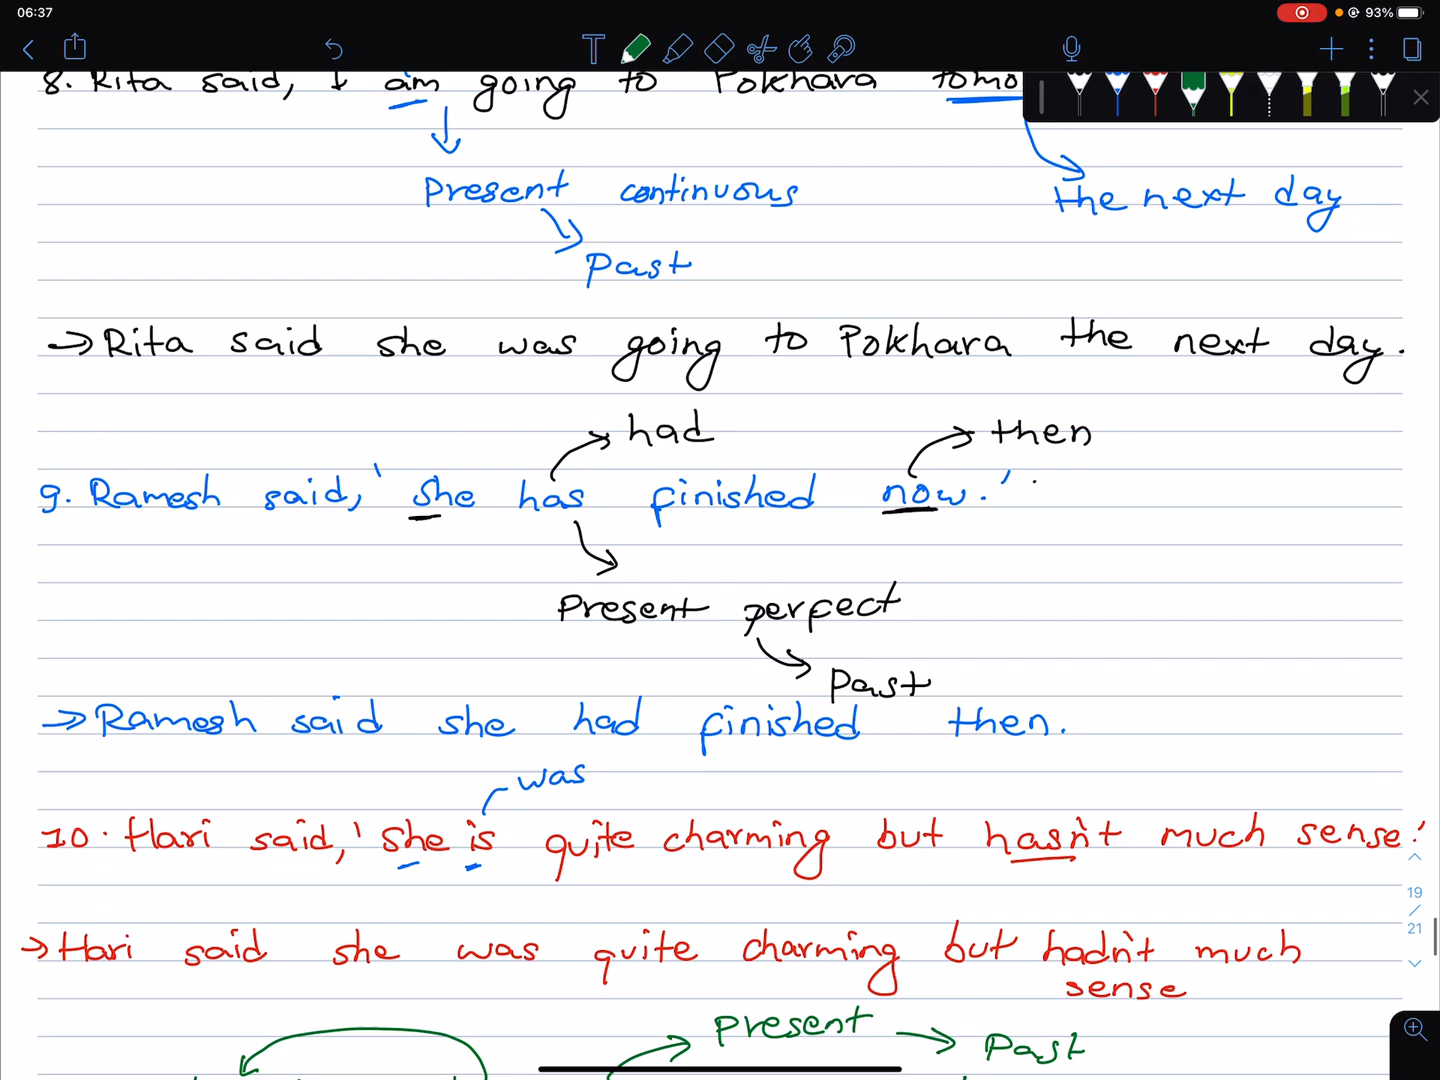 06:37
93%
8. Rita said, I am going to Pokhara tomo
Present continuous
the next day
Past
→ Rita said she was going to Pokhara the next day.
had
then
9. Ramesh said, 'She has finished now.'
Present perfect
Past
→ Ramesh said she had finished then.
was
10. Hari said, 'She is quite charming but hasn't much sense.'
19
/
21
→ Hari said she was quite charming but hadn't much
sense
Present → Past